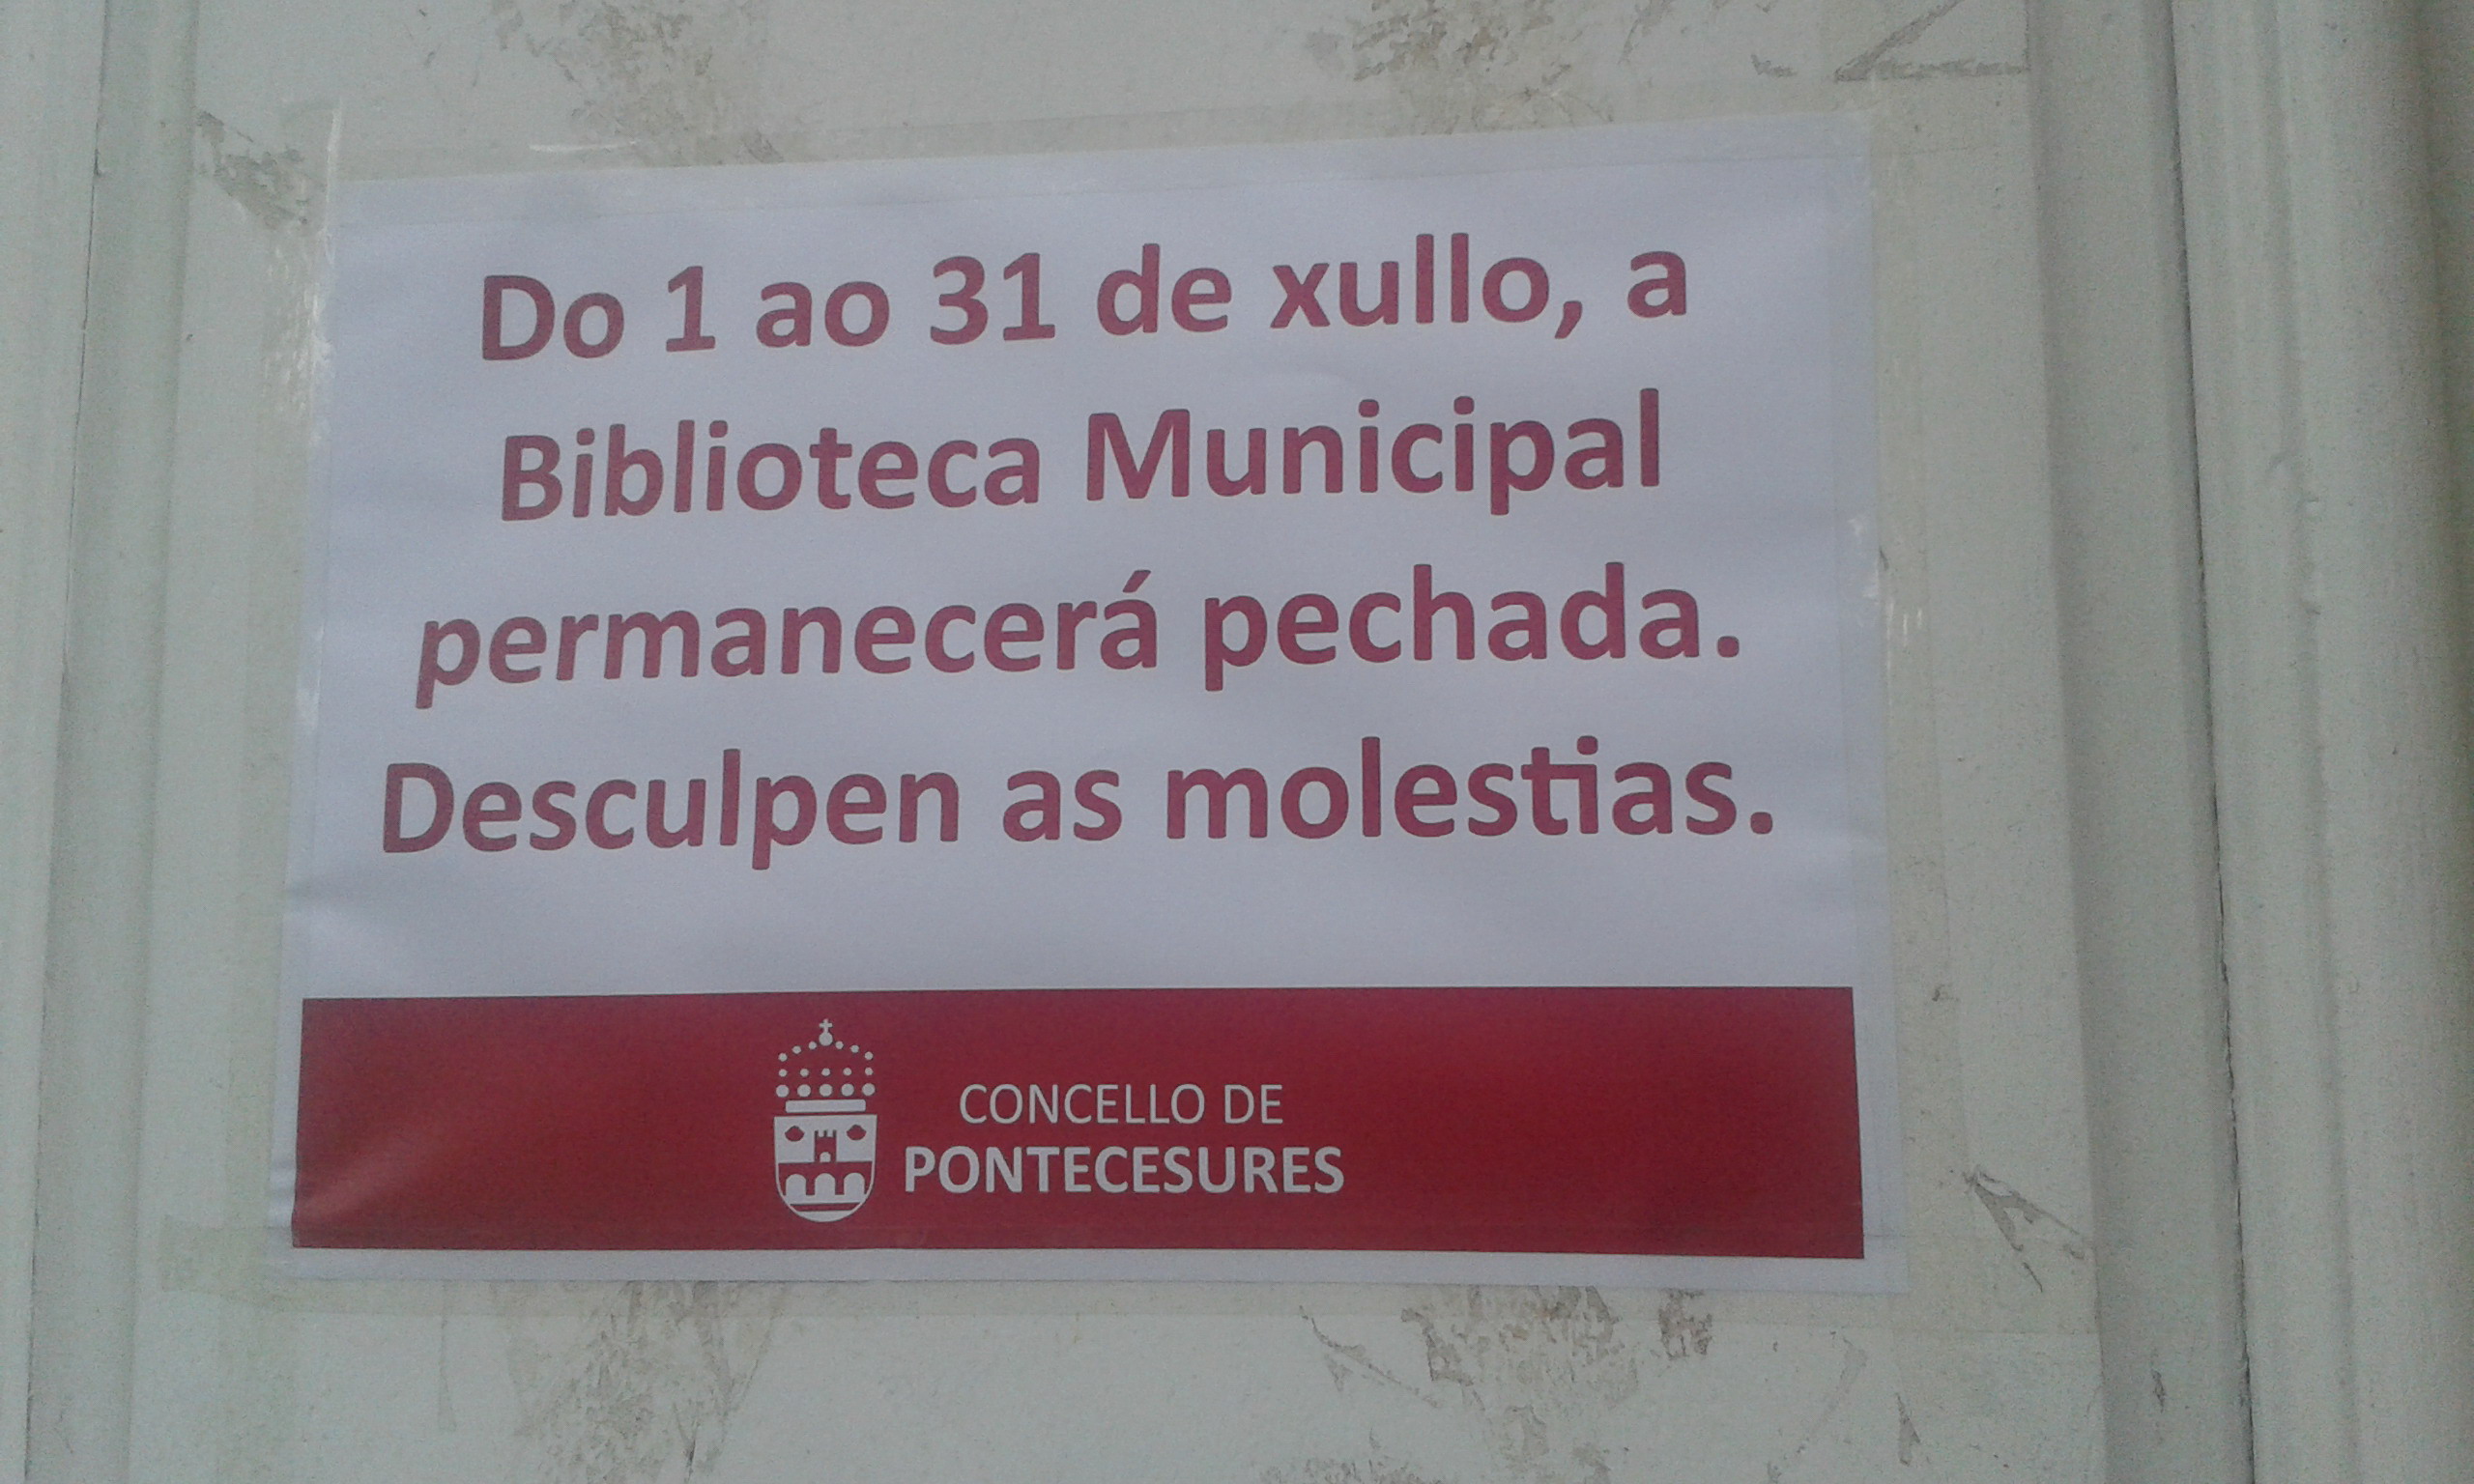 Do 1 ao 31 de xullo, a
Biblioteca Municipal
permanecerá pechada.
Desculpen as molestias.
CONCELLO DE
PONTECESURES